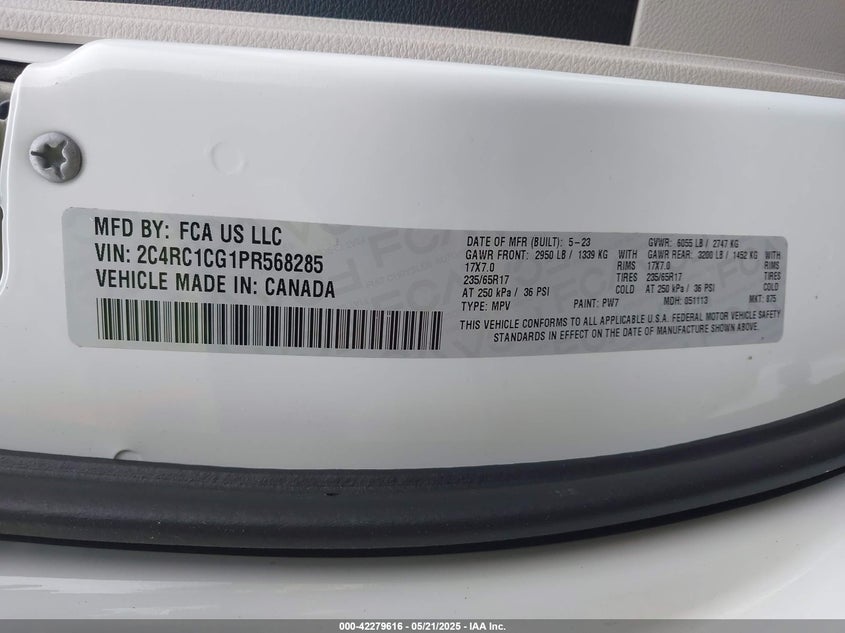 MFD BY: FCA US LLC
VIN: 2C4RC1CG1PR568285
VEHICLE MADE IN: CANADA
DATE OF MFR (BUILT): 5-23
GAWR FRONT: 2950 LB / 1339 KG WITH
17X7.0 RIMS
235/65R17 TIRES
AT 250 kPa / 36 PSI COLD
TYPE: MPV PAINT: PW7
GVWR: 6055 LB / 2747 KG
GAWR REAR: 3200 LB / 1452 KG WITH
17X7.0 RIMS
235/65R17 TIRES
AT 250 kPa / 36 PSI COLD
MDH: 051113 MKT: 875
THIS VEHICLE CONFORMS TO ALL APPLICABLE U.S.A. FEDERAL MOTOR VEHICLE SAFETY
STANDARDS IN EFFECT ON THE DATE OF MANUFACTURE SHOWN ABOVE.
000-42279616 - 05/21/2025 - IAA Inc.